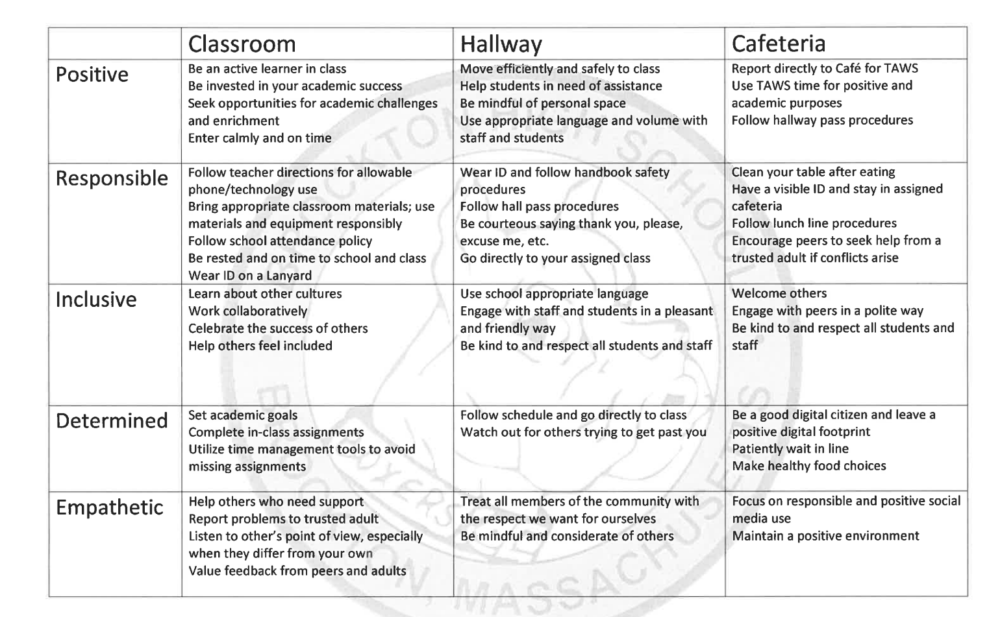 Classroom
Hallway
Cafeteria
Positive
Be an active learner in class
Be invested in your academic success
Seek opportunities for academic challenges
and enrichment
Enter calmly and on time
Move efficiently and safely to class
Help students in need of assistance
Be mindful of personal space
Use appropriate language and volume with
staff and students
Report directly to Café for TAWS
Use TAWS time for positive and
academic purposes
Follow hallway pass procedures
Responsible
Follow teacher directions for allowable
phone/technology use
Bring appropriate classroom materials; use
materials and equipment responsibly
Follow school attendance policy
Be rested and on time to school and class
Wear ID on a Lanyard
Wear ID and follow handbook safety
procedures
Follow hall pass procedures
Be courteous saying thank you, please,
excuse me, etc.
Go directly to your assigned class
Clean your table after eating
Have a visible ID and stay in assigned
cafeteria
Follow lunch line procedures
Encourage peers to seek help from a
trusted adult if conflicts arise
Inclusive
Learn about other cultures
Work collaboratively
Celebrate the success of others
Help others feel included
Use school appropriate language
Engage with staff and students in a pleasant
and friendly way
Be kind to and respect all students and staff
Welcome others
Engage with peers in a polite way
Be kind to and respect all students and
staff
Determined
Set academic goals
Complete in-class assignments
Utilize time management tools to avoid
missing assignments
Follow schedule and go directly to class
Watch out for others trying to get past you
Be a good digital citizen and leave a
positive digital footprint
Patiently wait in line
Make healthy food choices
Empathetic
Help others who need support
Report problems to trusted adult
Listen to other's point of view, especially
when they differ from your own
Value feedback from peers and adults
Treat all members of the community with
the respect we want for ourselves
Be mindful and considerate of others
Focus on responsible and positive social
media use
Maintain a positive environment
BROCKTON HIGH SCHOOL
BROCKTON, MASSACHUSETTS
BOXERS